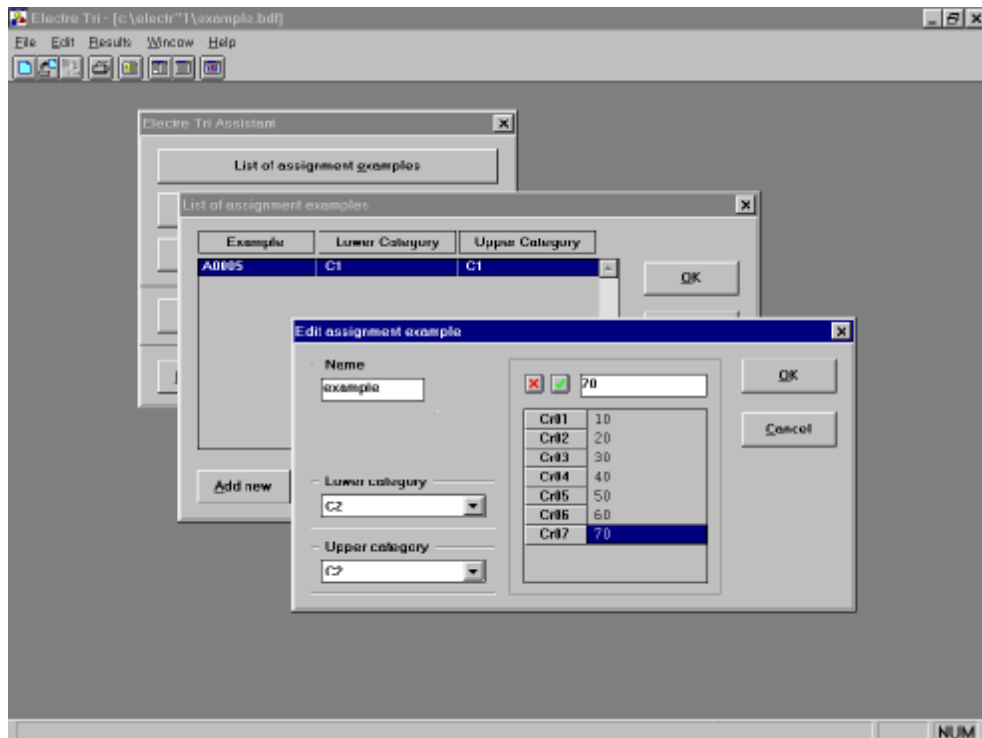 Electre Tri - [c:\electr~1\example.bdf]
File Edit Results Window Help
Electre Tri Assistant
List of assignment examples
List of assignment examples
Example Lower Category Upper Category
A0005 C1 C1
OK
Add new
Edit assignment example
Name
example
70
OK
Cancel
Cr01 10
Cr02 20
Cr03 30
Cr04 40
Cr05 50
Cr06 60
Cr07 70
Lower category
C2
Upper category
C2
NUM